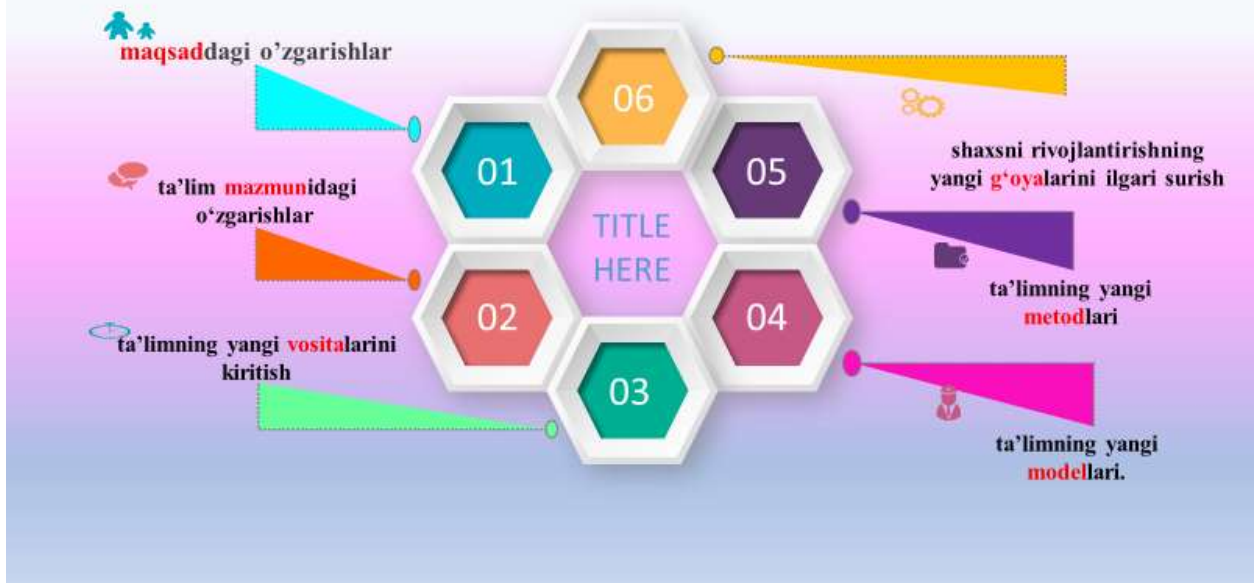 maqsaddagi o’zgarishlar
06
01
05
ta’lim mazmunidagi
o‘zgarishlar
shaxsni rivojlantirishning
yangi g‘oyalarini ilgari surish
TITLE
HERE
02
04
ta’limning yangi
metodlari
ta’limning yangi vositalarini
kiritish
03
ta’limning yangi
modellari.